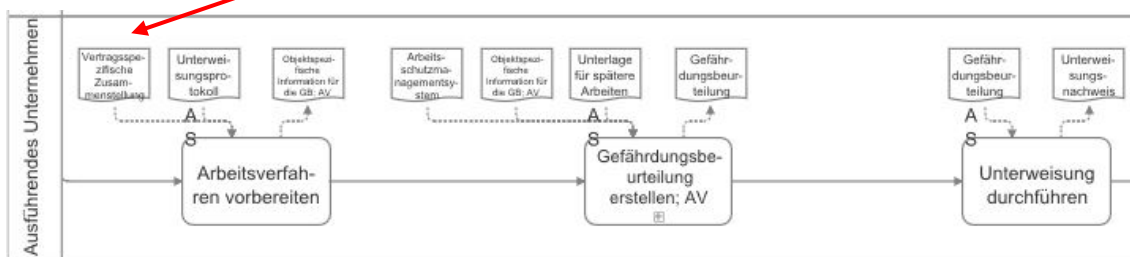 Ausführendes Unternehmen
Vertragsspe-
zifische
Zusam-
menstellung
Unterwei-
sungspro-
tokoll
Objektspezi-
fische
Information für
die GB; AV
Arbeits-
schutzma-
nagementsy-
stem
Objektspezi-
fische
Information für
die GB; AV
Unterlage
für spätere
Arbeiten
Gefähr-
dungsbeur-
teilung
Gefähr-
dungsbeur-
teilung
Unterwei-
sungs-
nachweis
A
S
A
S
A
S
Arbeitsverfah-
ren vorbereiten
Gefährdungsbe-
urteilung
erstellen; AV
Unterweisung
durchführen